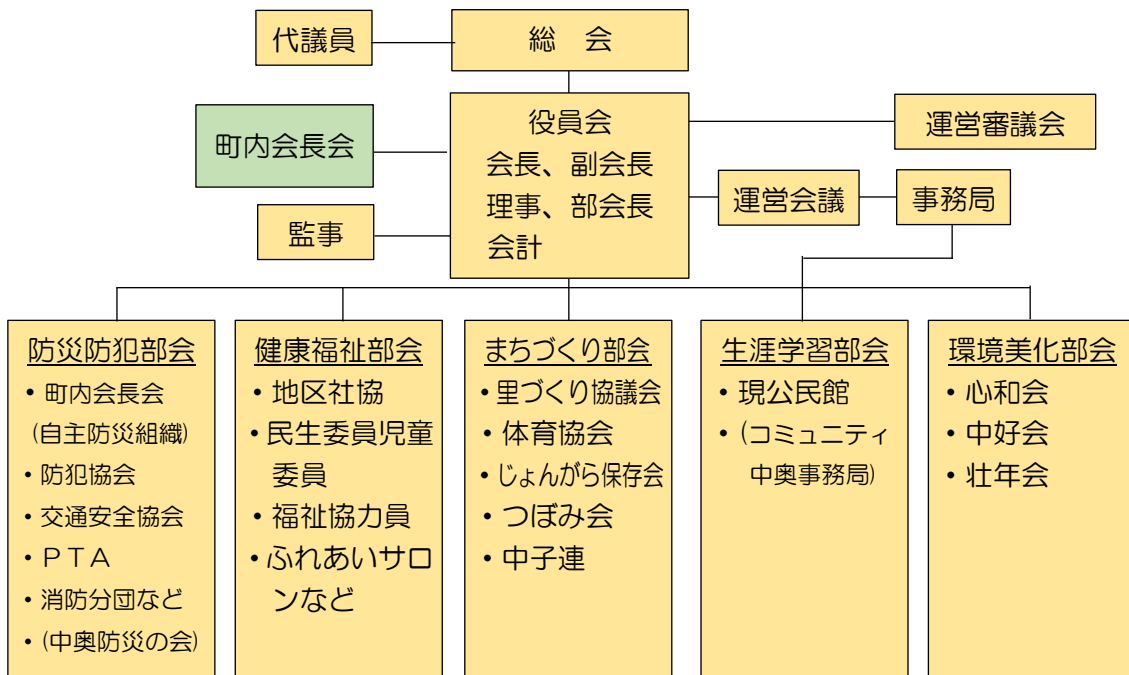 代議員
総　会
町内会長会
役員会
会長、副会長
理事、部会長
会計
運営審議会
運営会議
事務局
監事
防災防犯部会
・町内会長会
(自主防災組織)
・防犯協会
・交通安全協会
・ＰＴＡ
・消防分団など
・(中奥防災の会)
健康福祉部会
・地区社協
・民生委員児童
委員
・福祉協力員
・ふれあいサロ
ンなど
まちづくり部会
・里づくり協議会
・体育協会
・じょんがら保存会
・つぼみ会
・中子連
生涯学習部会
・現公民館
・(コミュニティ
中奥事務局)
環境美化部会
・心和会
・中好会
・壮年会